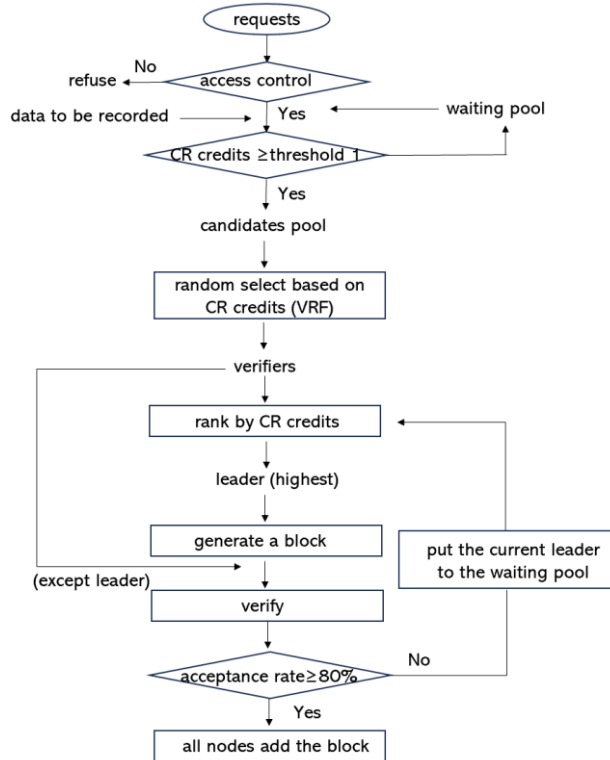 requests
No
refuse
access control
data to be recorded
Yes
waiting pool
CR credits ≥threshold 1
Yes
candidates pool
random select based on
CR credits (VRF)
verifiers
rank by CR credits
leader (highest)
generate a block
put the current leader
to the waiting pool
(except leader)
verify
acceptance rate≥80%
No
Yes
all nodes add the block